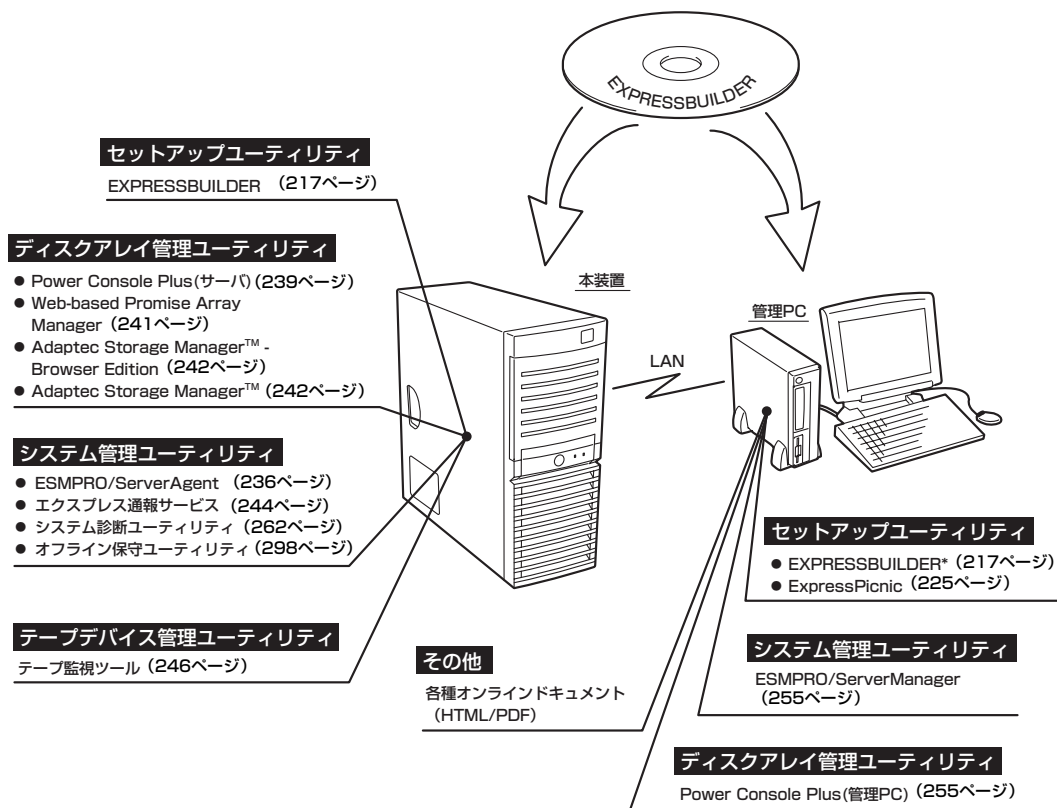 EXPRESSBUILDER
セットアップユーティリティ
EXPRESSBUILDER （217ページ）
ディスクアレイ管理ユーティリティ
● Power Console Plus(サーバ)（239ページ）
● Web-based Promise Array
Manager（241ページ）
● Adaptec Storage Manager™ -
Browser Edition（242ページ）
● Adaptec Storage Manager™（242ページ）
システム管理ユーティリティ
● ESMPRO/ServerAgent （236ページ）
● エクスプレス通報サービス（244ページ）
● システム診断ユーティリティ（262ページ）
● オフライン保守ユーティリティ（298ページ）
テープデバイス管理ユーティリティ
テープ監視ツール（246ページ）
本装置
LAN
管理PC
その他
各種オンラインドキュメント
（HTML/PDF）
セットアップユーティリティ
● EXPRESSBUILDER*（217ページ）
● ExpressPicnic（225ページ）
システム管理ユーティリティ
ESMPRO/ServerManager
（255ページ）
ディスクアレイ管理ユーティリティ
Power Console Plus(管理PC)（255ページ）